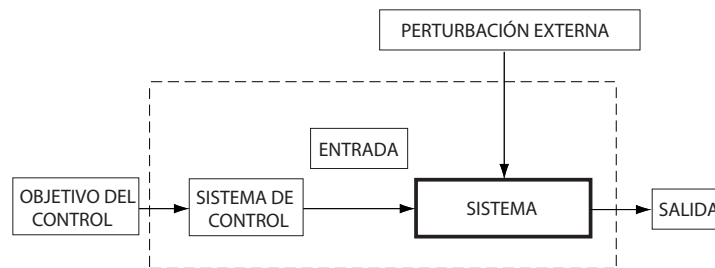 PERTURBACIÓN EXTERNA
ENTRADA
OBJETIVO DEL
CONTROL
SISTEMA DE
CONTROL
SISTEMA
SALIDA